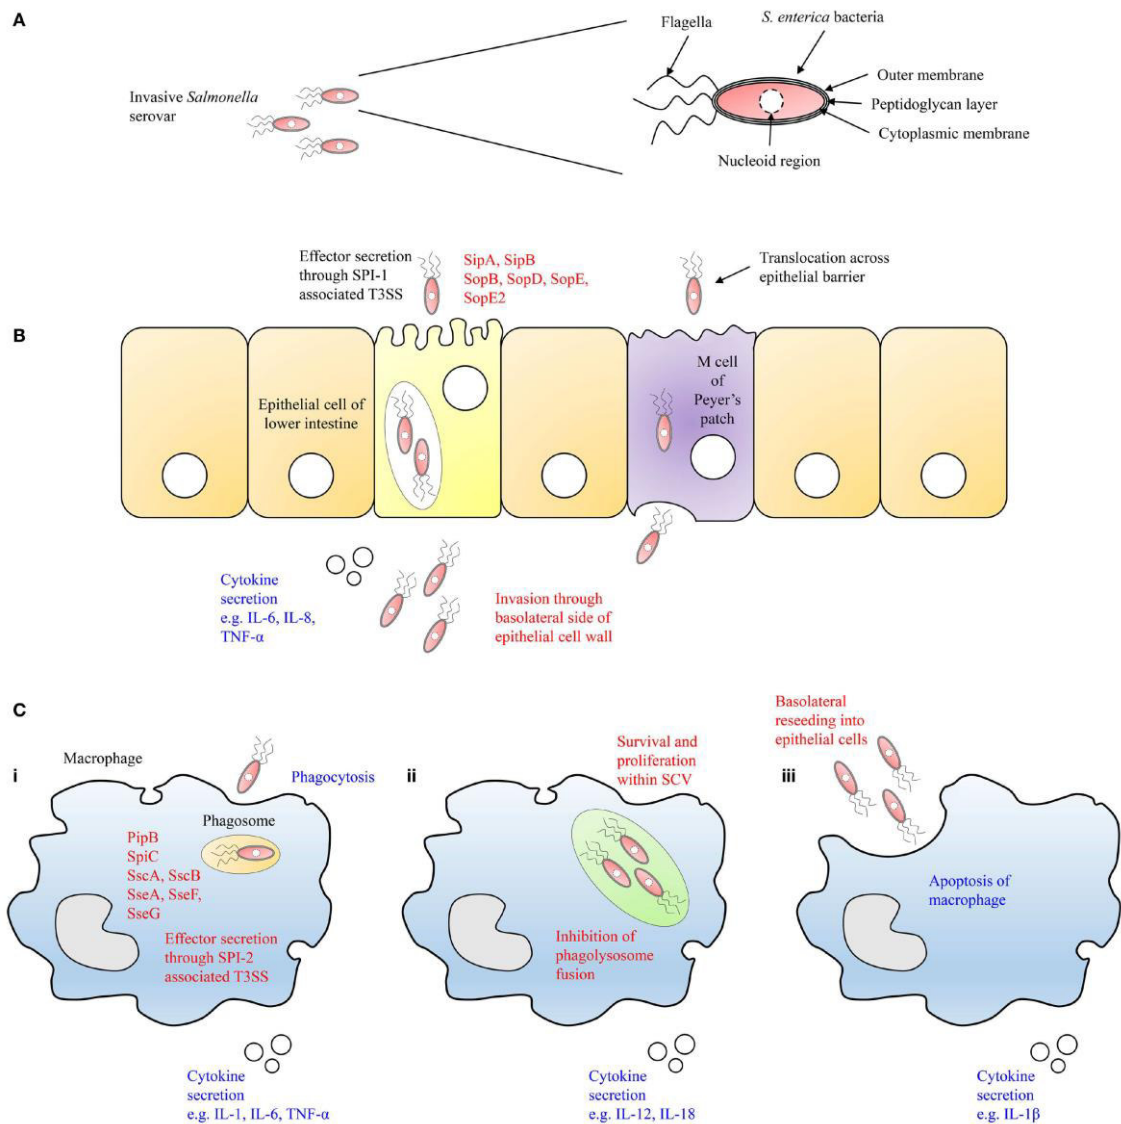 A
Invasive Salmonella
serovar
Flagella
S. enterica bacteria
Outer membrane
Peptidoglycan layer
Cytoplasmic membrane
Nucleoid region
B
Effector secretion
through SPI-1
associated T3SS
SipA, SipB
SopB, SopD, SopE,
SopE2
Translocation across
epithelial barrier
Epithelial cell of
lower intestine
M cell
of
Peyer's
patch
Cytokine
secretion
e.g. IL-6, IL-8,
TNF-α
Invasion through
basolateral side of
epithelial cell wall
C
i
Macrophage
Phagocytosis
Phagosome
PipB
SpiC
SscA, SscB
SseA, SseF,
SseG
Effector secretion
through SPI-2
associated T3SS
Cytokine
secretion
e.g. IL-1, IL-6, TNF-α
ii
Survival and
proliferation
within SCV
Inhibition of
phagolysosome
fusion
Cytokine
secretion
e.g. IL-12, IL-18
iii
Basolateral
reseeding into
epithelial cells
Apoptosis of
macrophage
Cytokine
secretion
e.g. IL-1β